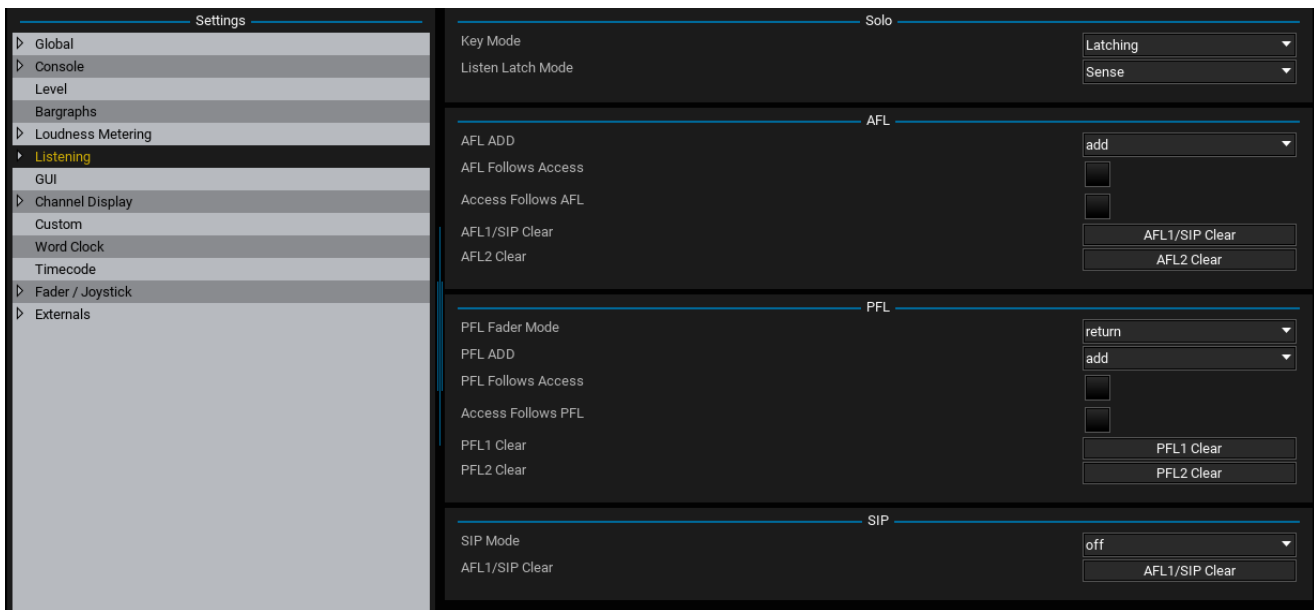 Settings
Global
Console
Level
Bargraphs
Loudness Metering
Listening
GUI
Channel Display
Custom
Word Clock
Timecode
Fader / Joystick
Externals
Solo
Key Mode Latching
Listen Latch Mode Sense
AFL
AFL ADD add
AFL Follows Access
Access Follows AFL
AFL1/SIP Clear AFL1/SIP Clear
AFL2 Clear AFL2 Clear
PFL
PFL Fader Mode return
PFL ADD add
PFL Follows Access
Access Follows PFL
PFL1 Clear PFL1 Clear
PFL2 Clear PFL2 Clear
SIP
SIP Mode off
AFL1/SIP Clear AFL1/SIP Clear